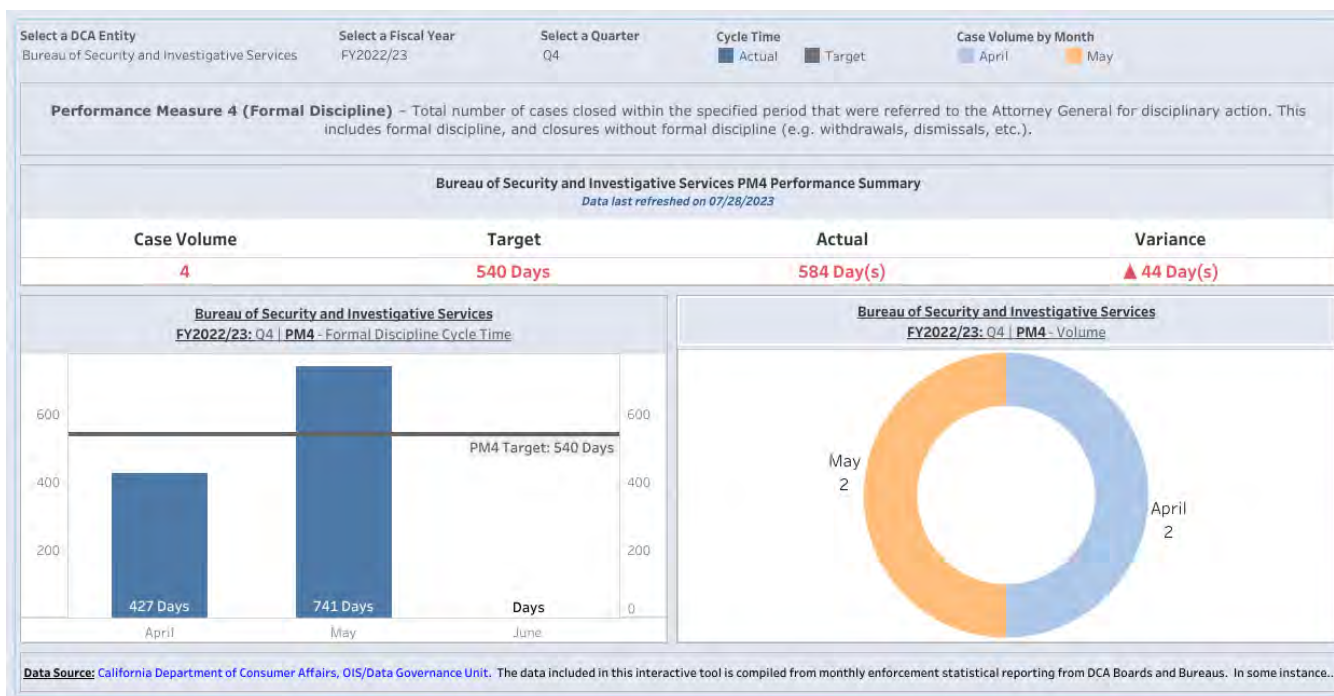 Select a DCA Entity
Bureau of Security and Investigative Services
Select a Fiscal Year
FY2022/23
Select a Quarter
Q4
Cycle Time
Actual
Target
Case Volume by Month
April
May
Performance Measure 4 (Formal Discipline) – Total number of cases closed within the specified period that were referred to the Attorney General for disciplinary action. This
includes formal discipline, and closures without formal discipline (e.g. withdrawals, dismissals, etc.).
Bureau of Security and Investigative Services PM4 Performance Summary
Data last refreshed on 07/28/2023
Case Volume Target Actual Variance
4 540 Days 584 Day(s) ▲ 44 Day(s)
Bureau of Security and Investigative Services
FY2022/23: Q4 | PM4 - Formal Discipline Cycle Time
600
400
200
PM4 Target: 540 Days
427 Days
741 Days
Days
600
400
200
0
April
May
June
Bureau of Security and Investigative Services
FY2022/23: Q4 | PM4 - Volume
May
2
April
2
Data Source: California Department of Consumer Affairs, OIS/Data Governance Unit. The data included in this interactive tool is compiled from monthly enforcement statistical reporting from DCA Boards and Bureaus. In some instance...